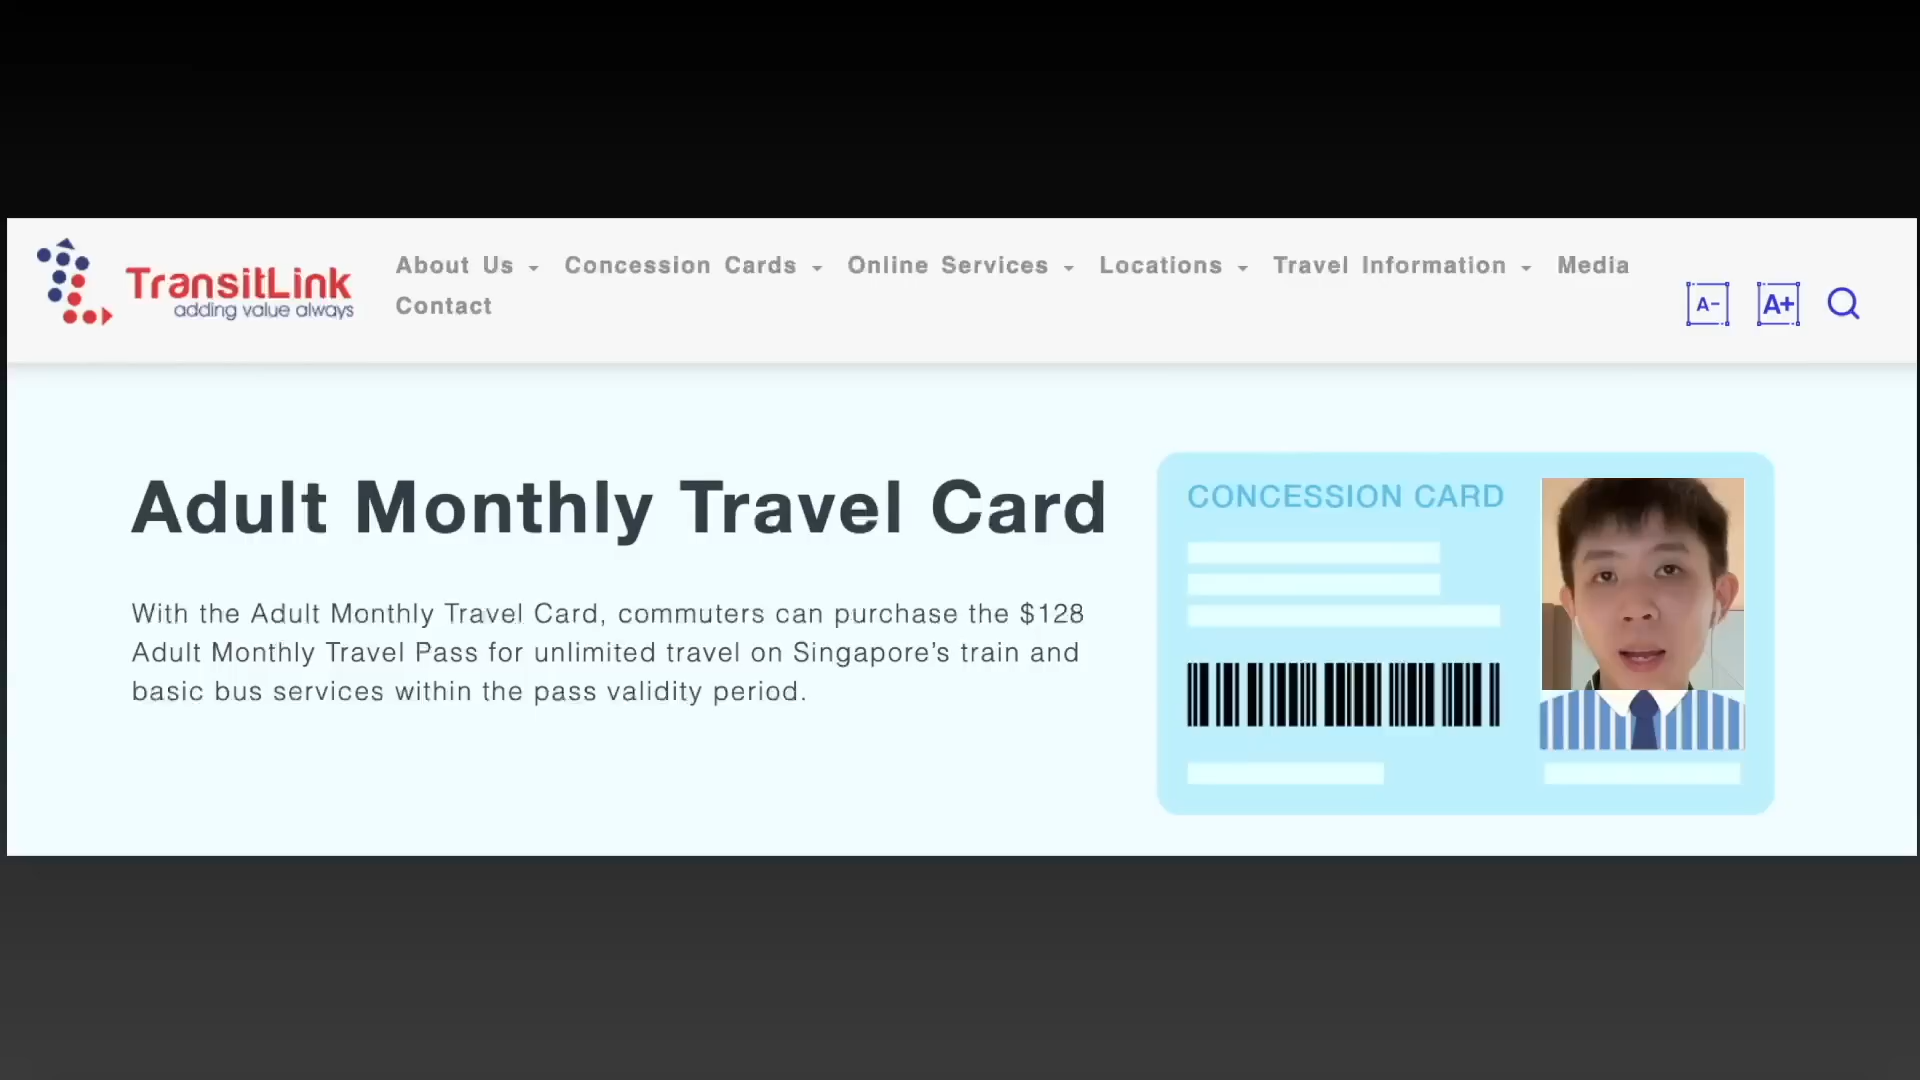 TransitLink
adding value always
About Us
Concession Cards
Online Services
Locations
Travel Information
Media
Contact
A-
A+
Adult Monthly Travel Card
With the Adult Monthly Travel Card, commuters can purchase the $128
Adult Monthly Travel Pass for unlimited travel on Singapore’s train and
basic bus services within the pass validity period.
CONCESSION CARD